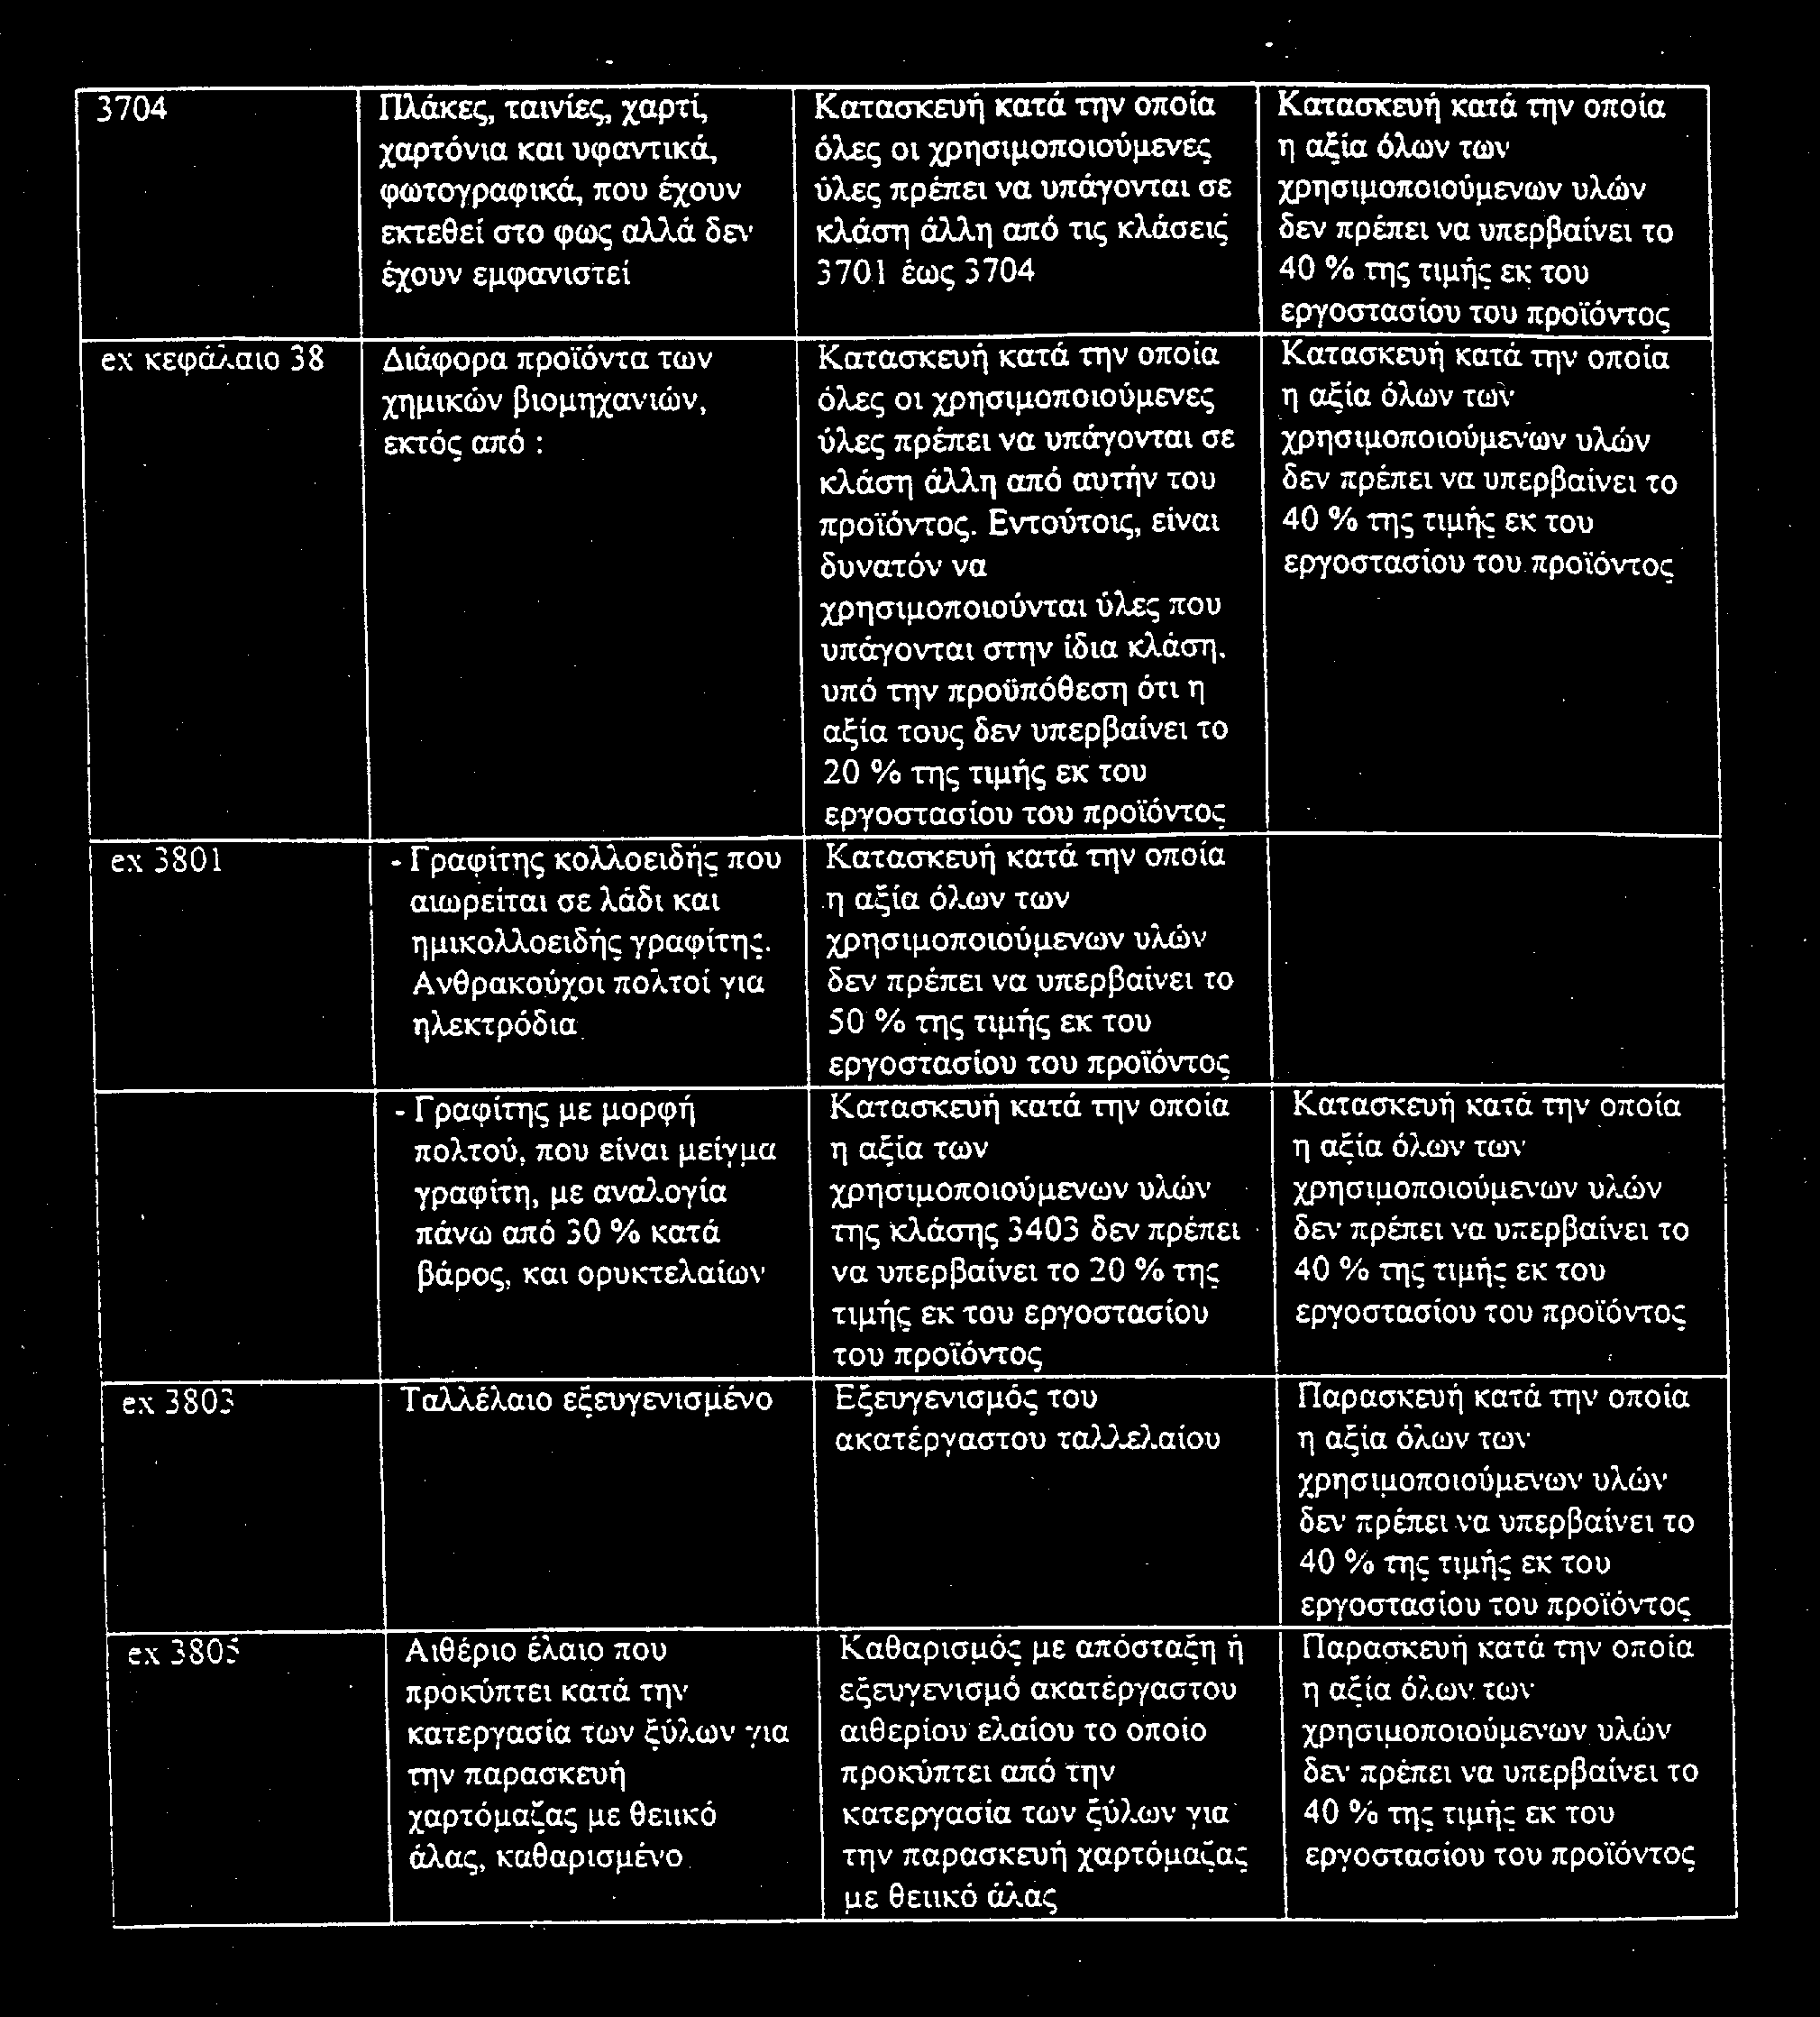 3704
Πλάκες, ταινίες, χαρτί,
χαρτόνια και υφαντικά,
φωτογραφικά, που έχουν
εκτεθεί στο φως αλλά δεν
έχουν εμφανιστεί
Κατασκευή κατά την οποία
όλες οι χρησιμοποιούμενες
ύλες πρέπει να υπάγονται σε
κλάση άλλη από τις κλάσεις
3701 έως 3704
Κατασκευή κατά την οποία
η αξία όλων των
χρησιμοποιούμενων υλών
δεν πρέπει να υπερβαίνει το
40 % της τιμής εκ του
εργοστασίου του προϊόντος
ex κεφάλαιο 38
Διάφορα προϊόντα των
χημικών βιομηχανιών,
εκτός από :
Κατασκευή κατά την οποία
όλες οι χρησιμοποιούμενες
ύλες πρέπει να υπάγονται σε
κλάση άλλη από αυτήν του
προϊόντος. Εντούτοις, είναι
δυνατόν να
χρησιμοποιούνται ύλες που
υπάγονται στην ίδια κλάση,
υπό την προϋπόθεση ότι η
αξία τους δεν υπερβαίνει το
20 % της τιμής εκ του
εργοστασίου του προϊόντος
Κατασκευή κατά την οποία
η αξία όλων των
χρησιμοποιούμενων υλών
δεν πρέπει να υπερβαίνει το
40 % της τιμής εκ του
εργοστασίου του προϊόντος
ex 3801
- Γραφίτης κολλοειδής που
αιωρείται σε λάδι και
ημικολλοειδής γραφίτης.
Ανθρακούχοι πολτοί για
ηλεκτρόδια
Κατασκευή κατά την οποία
η αξία όλων των
χρησιμοποιούμενων υλών
δεν πρέπει να υπερβαίνει το
50 % της τιμής εκ του
εργοστασίου του προϊόντος
- Γραφίτης με μορφή
πολτού, που είναι μείγμα
γραφίτη, με αναλογία
πάνω από 30 % κατά
βάρος, και ορυκτελαίων
Κατασκευή κατά την οποία
η αξία των
χρησιμοποιούμενων υλών
της κλάσης 3403 δεν πρέπει
να υπερβαίνει το 20 % της
τιμής εκ του εργοστασίου
του προϊόντος
Κατασκευή κατά την οποία
η αξία όλων των
χρησιμοποιούμενων υλών
δεν πρέπει να υπερβαίνει το
40 % της τιμής εκ του
εργοστασίου του προϊόντος
ex 3803
Ταλλέλαιο εξευγενισμένο
Εξευγενισμός του
ακατέργαστου ταλλελαίου
Παρασκευή κατά την οποία
η αξία όλων των
χρησιμοποιούμενων υλών
δεν πρέπει να υπερβαίνει το
40 % της τιμής εκ του
εργοστασίου του προϊόντος
ex 3805
Αιθέριο έλαιο που
προκύπτει κατά την
κατεργασία των ξύλων για
την παρασκευή
χαρτόμαζας με θειικό
άλας, καθαρισμένο
Καθαρισμός με απόσταξη ή
εξευγενισμό ακατέργαστου
αιθερίου ελαίου το οποίο
προκύπτει από την
κατεργασία των ξύλων για
την παρασκευή χαρτόμαζας
με θειικό άλας
Παρασκευή κατά την οποία
η αξία όλων των
χρησιμοποιούμενων υλών
δεν πρέπει να υπερβαίνει το
40 % της τιμής εκ του
εργοστασίου του προϊόντος